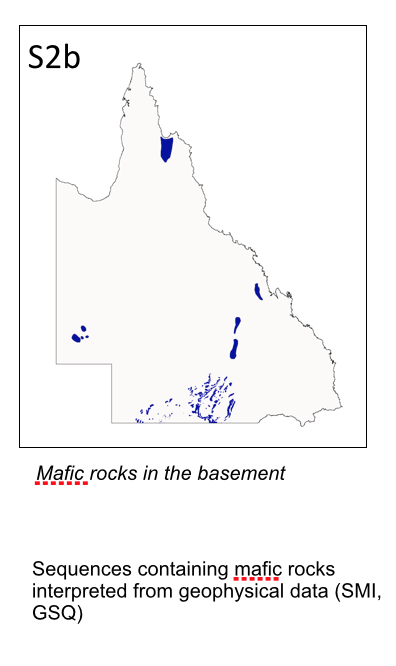 S2b
Mafic rocks in the basement
Sequences containing mafic rocks
interpreted from geophysical data (SMI,
GSQ)